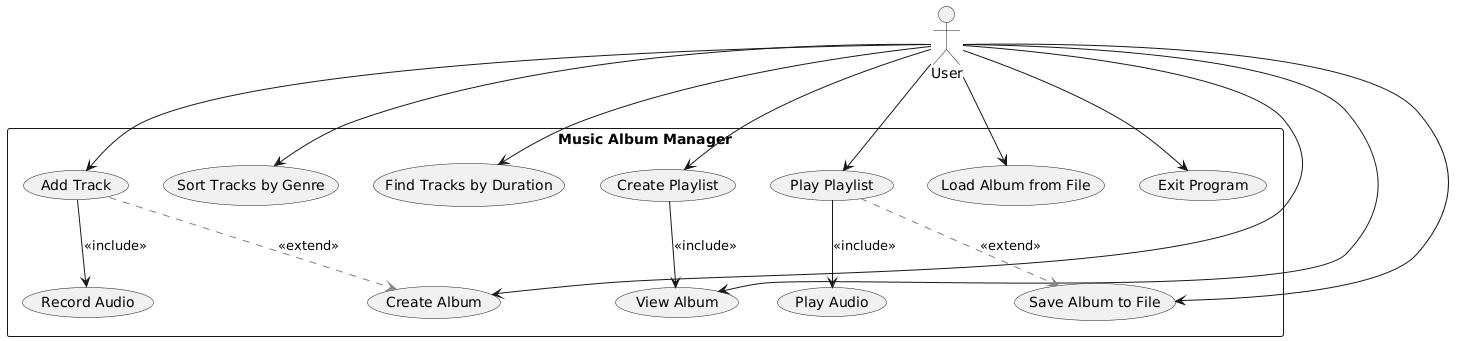 User
Music Album Manager
Add Track
Sort Tracks by Genre
Find Tracks by Duration
Create Playlist
Play Playlist
Load Album from File
Exit Program
«include»
«extend»
«include»
«include»
«extend»
Record Audio
Create Album
View Album
Play Audio
Save Album to File